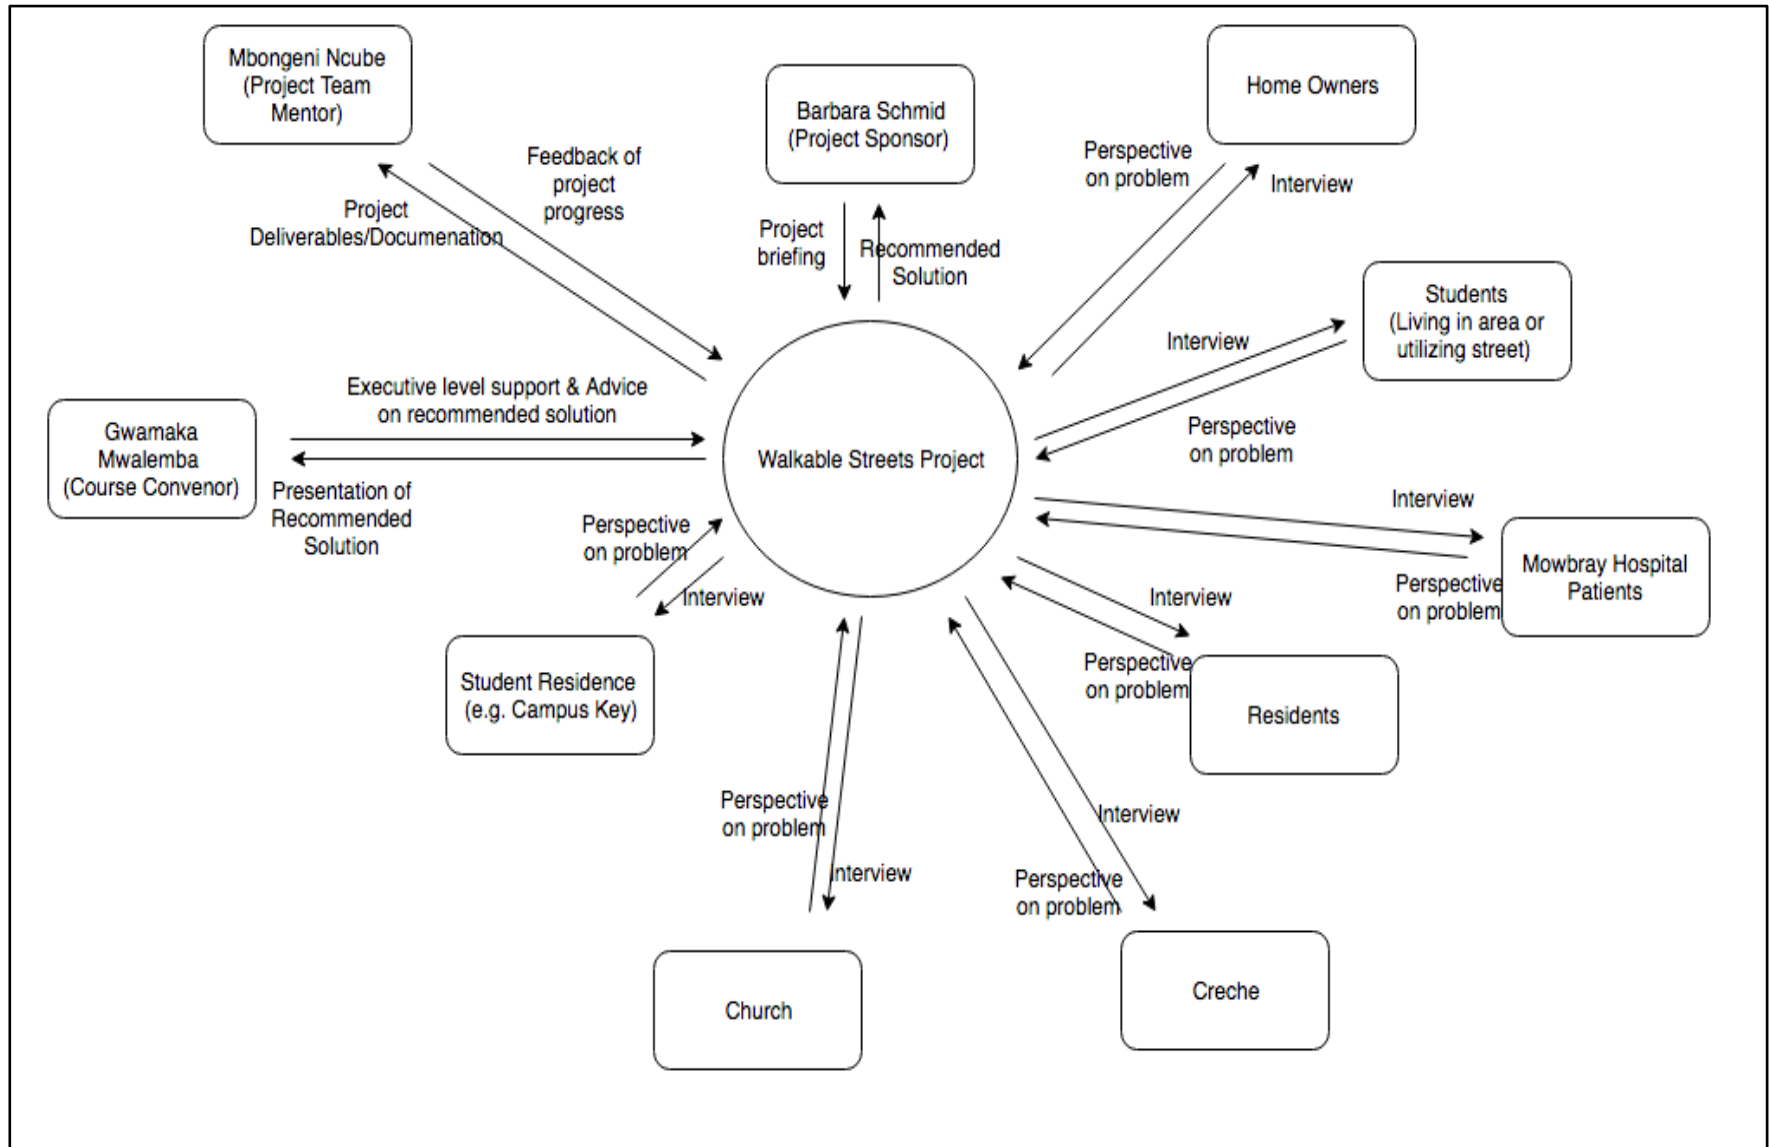 Mbongeni Ncube
(Project Team
Mentor)
Barbara Schmid
(Project Sponsor)
Home Owners
Feedback of
project
progress
Project
Deliverables/Documenation
Project
briefing
Recommended
Solution
Perspective
on problem
Interview
Students
(Living in area or
utilizing street)
Interview
Perspective
on problem
Executive level support & Advice
on recommended solution
Gwamaka
Mwalemba
(Course Convenor)
Presentation of
Recommended
Solution
Walkable Streets Project
Interview
Perspective
on problem
Mowbray Hospital
Patients
Perspective
on problem
Interview
Student Residence
(e.g. Campus Key)
Interview
Perspective
on problem
Residents
Perspective
on problem
Interview
Church
Interview
Perspective
on problem
Creche